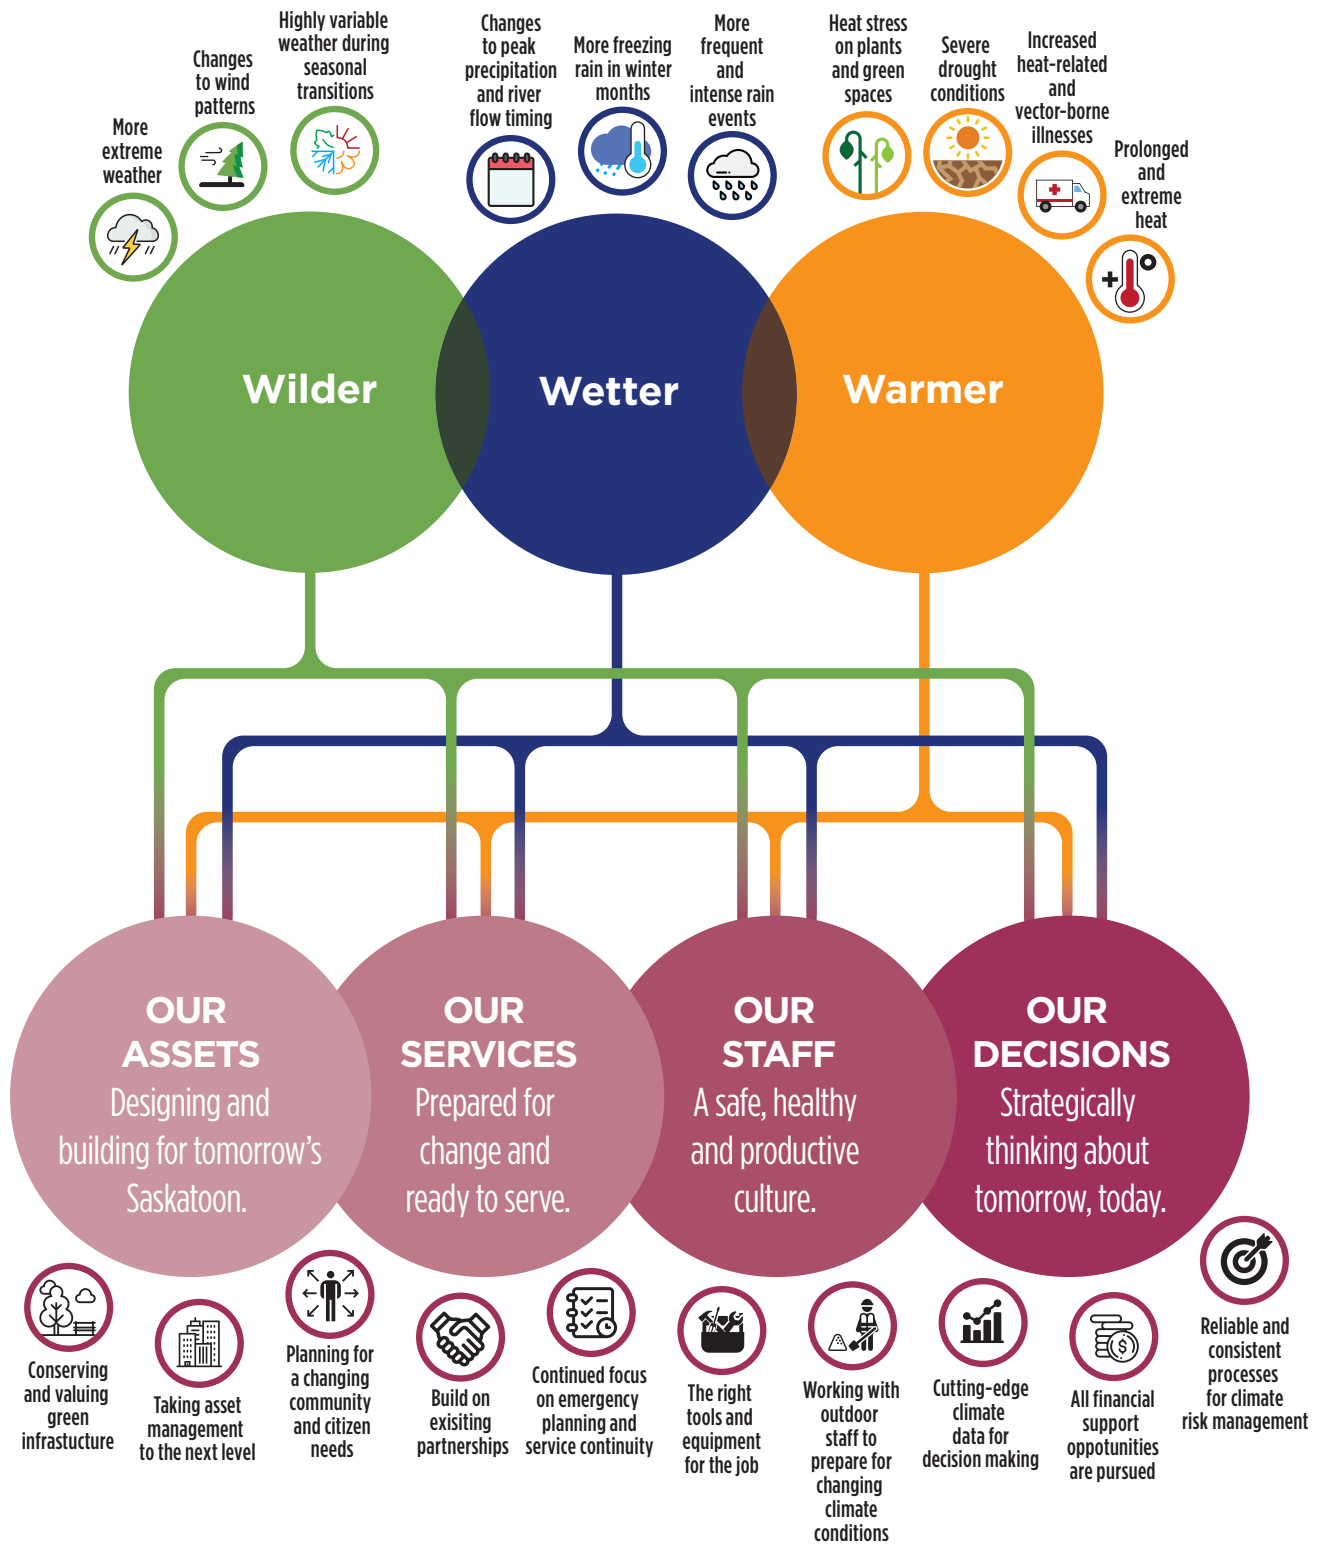 More
extreme
weather
Changes
to wind
patterns
Highly variable
weather during
seasonal
transitions
Changes
to peak
precipitation
and river
flow timing
More freezing
rain in winter
months
More
frequent
and
intense rain
events
Heat stress
on plants
and green
spaces
Severe
drought
conditions
Increased
heat-related
and
vector-borne
illnesses
Prolonged
and
extreme
heat
Wilder
Wetter
Warmer
OUR
ASSETS
Designing and
building for tomorrow’s
Saskatoon.
OUR
SERVICES
Prepared for
change and
ready to serve.
OUR
STAFF
A safe, healthy
and productive
culture.
OUR
DECISIONS
Strategically
thinking about
tomorrow, today.
Conserving
and valuing
green
infrastucture
Taking asset
management
to the next level
Planning for
a changing
community
and citizen
needs
Build on
exisiting
partnerships
Continued focus
on emergency
planning and
service continuity
The right
tools and
equipment
for the job
Working with
outdoor
staff to
prepare for
changing
climate
conditions
Cutting-edge
climate
data for
decision making
$
All financial
support
oppotunities
are pursued
Reliable and
consistent
processes
for climate
risk management